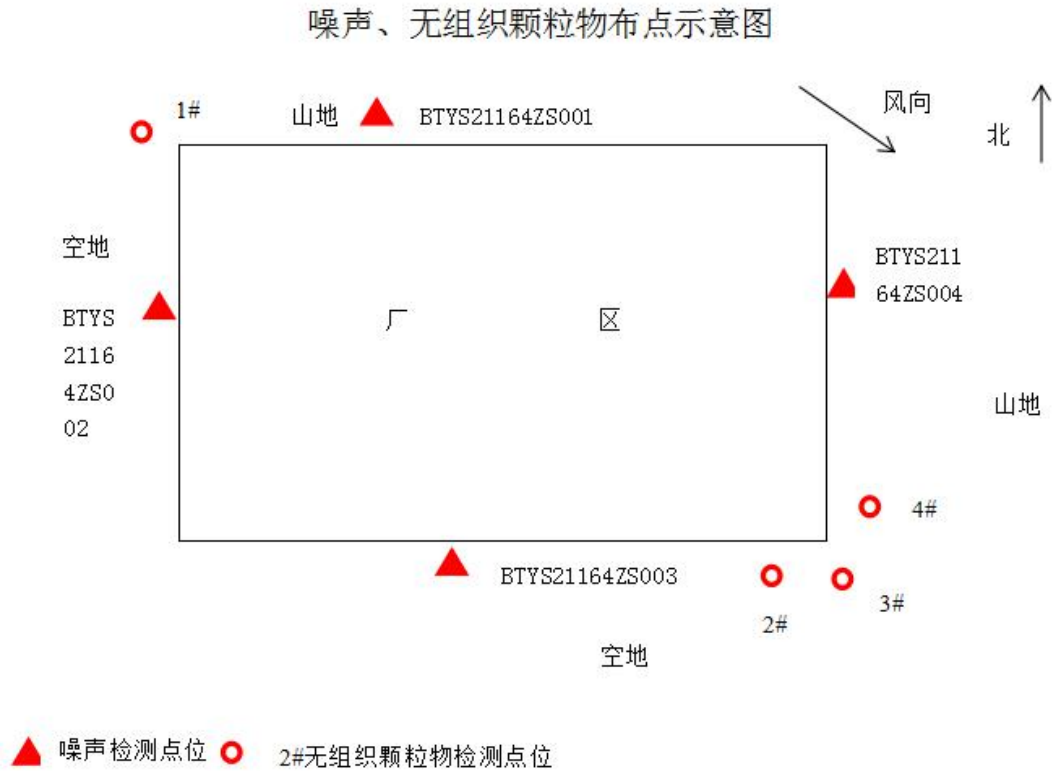 噪声、无组织颗粒物布点示意图
1#
山地
BTYS21164ZS001
风向
北
空地
BTYS211
64ZS004
BTYS
2116
4ZS0
02
厂 区
山地
4#
BTYS21164ZS003
3#
2#
空地
噪声检测点位
2#无组织颗粒物检测点位